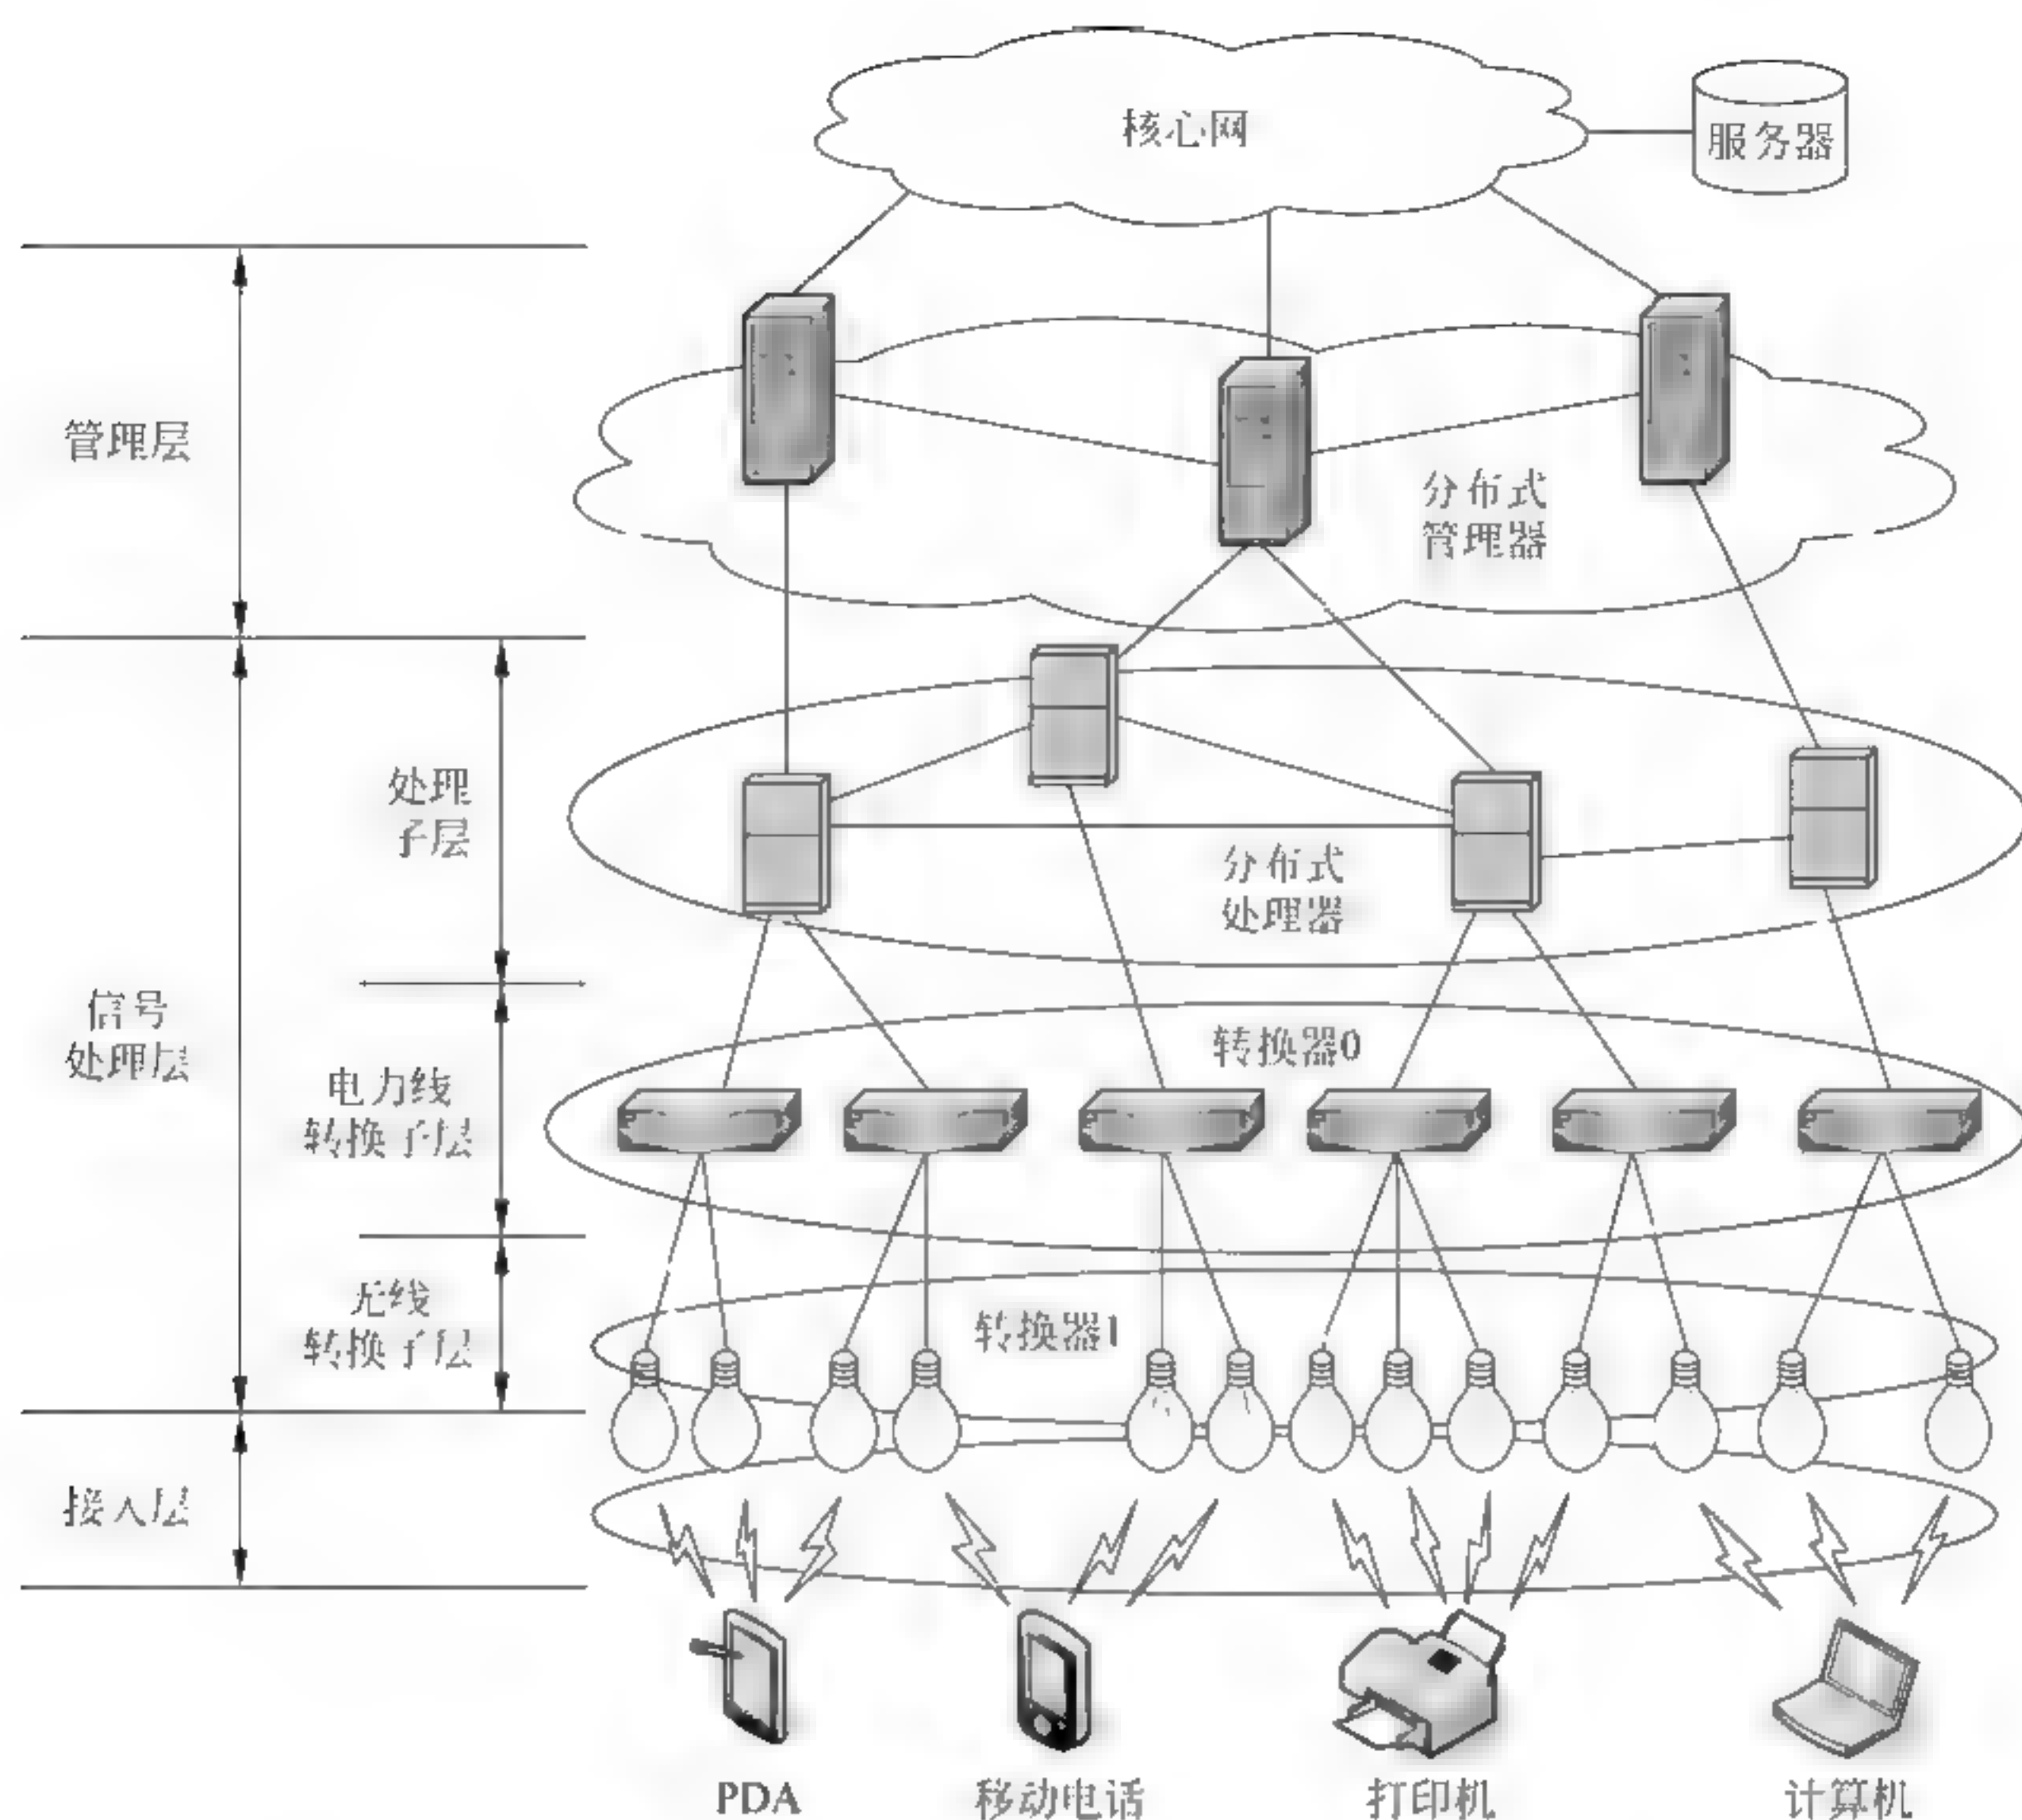 核心网
服务器
管理层
分布式
管理器
处理
子层
分布式
处理器
信号
处理层
转换器0
电力线
转换子层
无线
转换子层
转换器1
接入层
PDA
移动电话
打印机
计算机